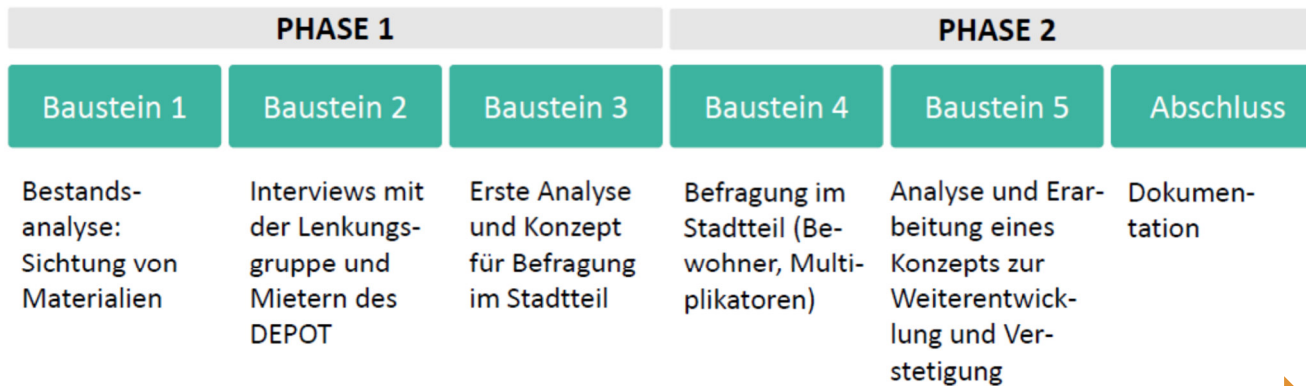 PHASE 1
PHASE 2
Baustein 1
Baustein 2
Baustein 3
Baustein 4
Baustein 5
Abschluss
Bestands-
analyse:
Sichtung von
Materialien
Interviews mit
der Lenkungs-
gruppe und
Mietern des
DEPOT
Erste Analyse
und Konzept
für Befragung
im Stadtteil
Befragung im
Stadtteil (Be-
wohner, Multi-
plikatoren)
Analyse und Erar-
beitung eines
Konzepts zur
Weiterentwick-
lung und Ver-
stetigung
Dokumen-
tation